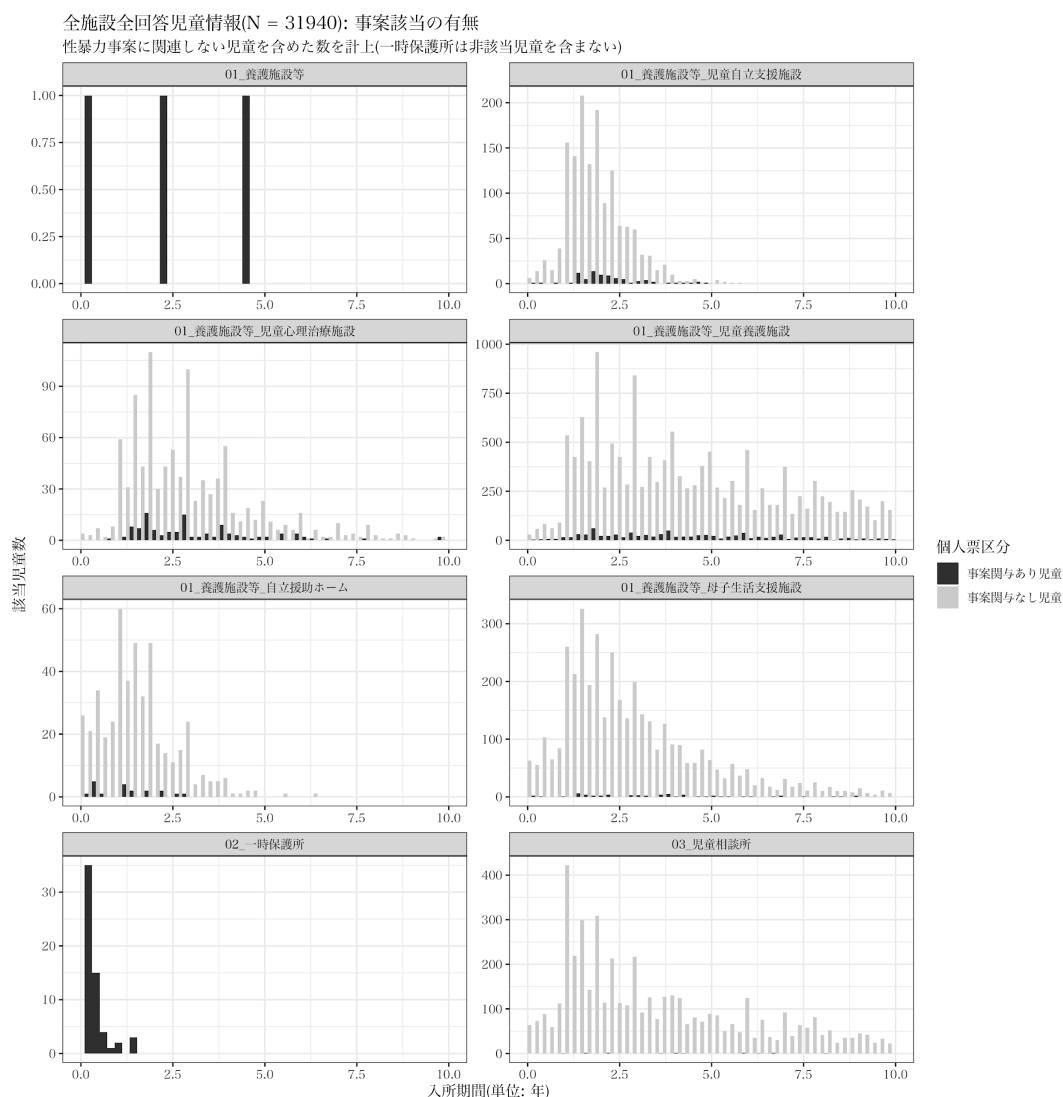 全施設全回答児童情報(N = 31940): 事案該当の有無
性暴力事案に関連しない児童を含めた数を計上(一時保護所は非該当児童を含まない)
01_養護施設等
01_養護施設等_児童自立支援施設
1.00
0.75
0.50
0.25
0.00
0.0 2.5 5.0 7.5 10.0
200
150
100
50
0
0.0 2.5 5.0 7.5 10.0
01_養護施設等_児童心理治療施設
01_養護施設等_児童養護施設
90
60
30
0
0.0 2.5 5.0 7.5 10.0
1000
750
500
250
0
0.0 2.5 5.0 7.5 10.0
該当児童数
個人票区分
事案関与あり児童
事案関与なし児童
01_養護施設等_自立援助ホーム
01_養護施設等_母子生活支援施設
60
40
20
0
0.0 2.5 5.0 7.5 10.0
300
200
100
0
0.0 2.5 5.0 7.5 10.0
02_一時保護所
03_児童相談所
30
20
10
0
0.0 2.5 5.0 7.5 10.0
400
300
200
100
0
0.0 2.5 5.0 7.5 10.0
入所期間(単位: 年)